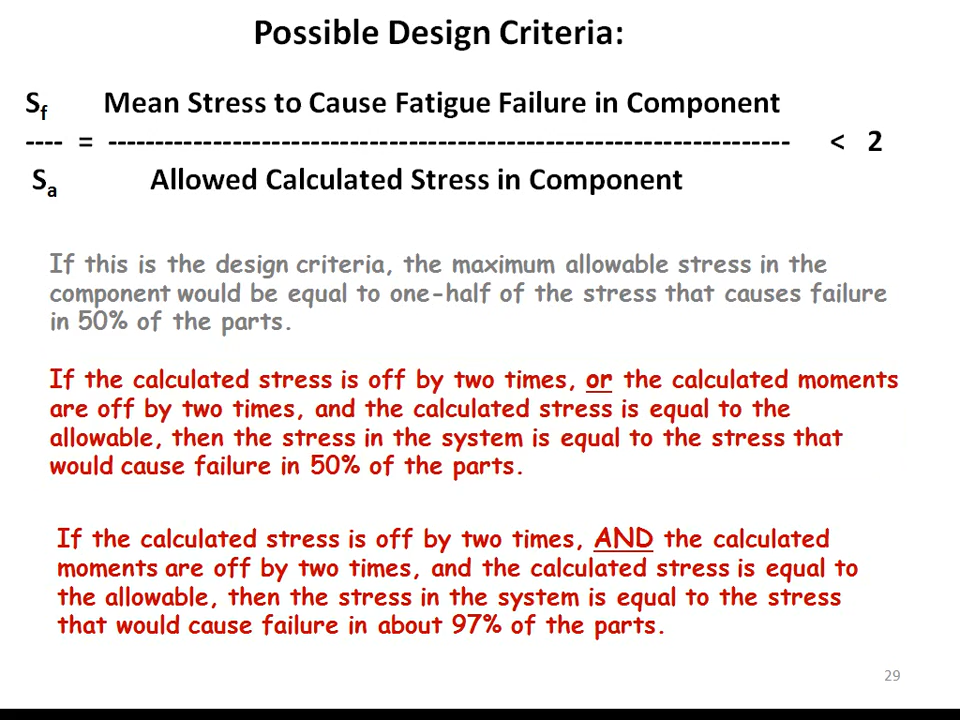 Possible Design Criteria:
Sf Mean Stress to Cause Fatigue Failure in Component
---- = ------------------------------------------------------------------------- < 2
Sa Allowed Calculated Stress in Component
If this is the design criteria, the maximum allowable stress in the
component would be equal to one-half of the stress that causes failure
in 50% of the parts.
If the calculated stress is off by two times, or the calculated moments
are off by two times, and the calculated stress is equal to the
allowable, then the stress in the system is equal to the stress that
would cause failure in 50% of the parts.
If the calculated stress is off by two times, AND the calculated
moments are off by two times, and the calculated stress is equal to
the allowable, then the stress in the system is equal to the stress
that would cause failure in about 97% of the parts.
29